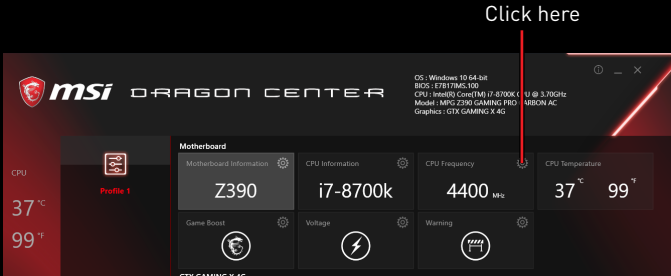 Click here
msi DRAGON CENTER
OS : Windows 10 64-bit
BIOS : E7B17IMS.100
CPU : Intel(R) Core(TM) i7-8700K CPU @ 3.70GHz
Model : MPG Z390 GAMING PRO CARBON AC
Graphics : GTX GAMING X 4G
Motherboard
Motherboard Information
CPU Information
CPU Frequency
CPU Temperature
Z390
i7-8700k
4400 MHz
37 °C 99 °F
CPU
37 °C
99 °F
Profile 1
Game Boost
Voltage
Warning
GTX GAMING X 4G